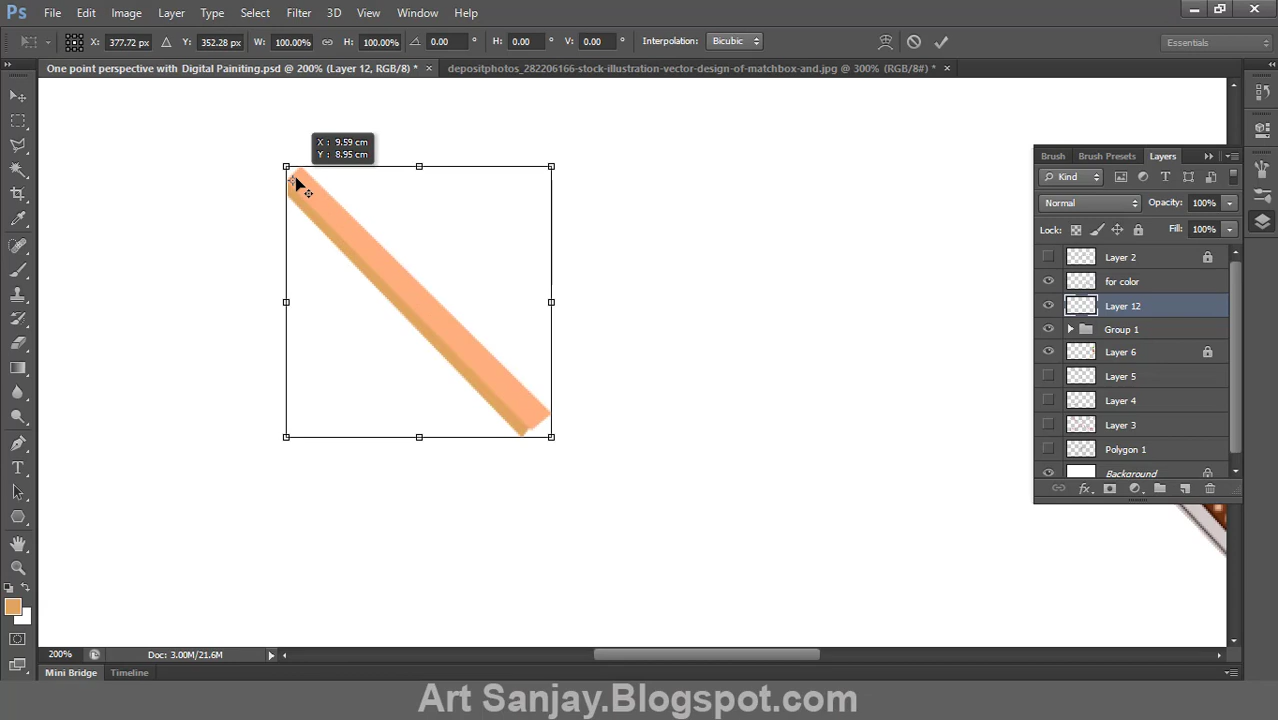 Ps File Edit Image Layer Type Select Filter 3D View Window Help
X: 377.72 px Y: 352.28 px W: 100.00% H: 100.00% 0.00 ° H: 0.00 ° V: 0.00 ° Interpolation: Bicubic Essentials
One point perspective with Digital Painiting.psd @ 200% (Layer 12, RGB/8) * × depositphotos_282206166-stock-illustration-vector-design-of-matchbox-and.jpg @ 300% (RGB/8#) * ×
X : 9.59 cm
Y : 8.95 cm
Brush Brush Presets Layers
Kind
Normal Opacity: 100%
Lock: Fill: 100%
Layer 2
for color
Layer 12
Group 1
Layer 6
Layer 5
Layer 4
Layer 3
Polygon 1
Background
200% Doc: 3.00M/21.6M
Mini Bridge Timeline
Art Sanjay.Blogspot.com